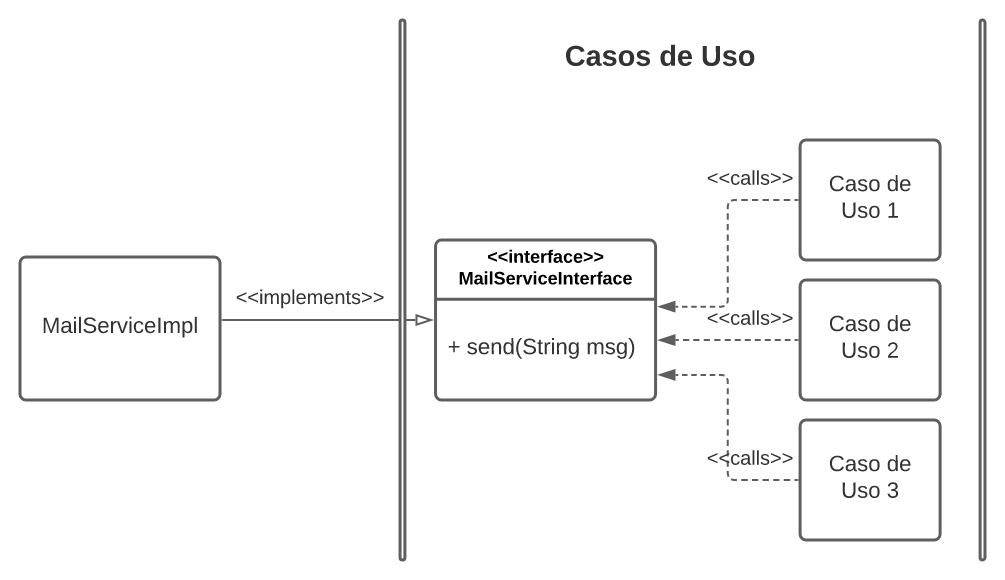 Casos de Uso
<<calls>>
Caso de
Uso 1
<<interface>>
MailServiceInterface
<<implements>>
MailServiceImpl
+ send(String msg)
<<calls>>
Caso de
Uso 2
<<calls>>
Caso de
Uso 3